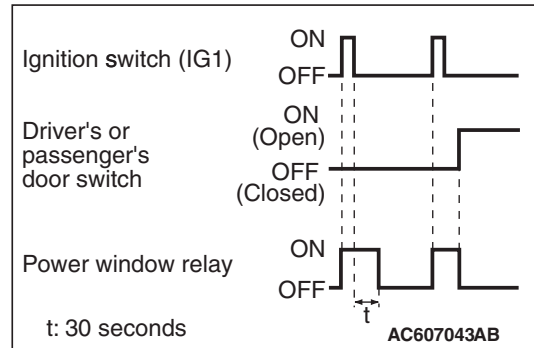 ON
Ignition switch (IG1)
OFF
ON
Driver's or
(Open)
passenger's
OFF
door switch
(Closed)
ON
Power window relay
OFF
t
t: 30 seconds
AC607043AB